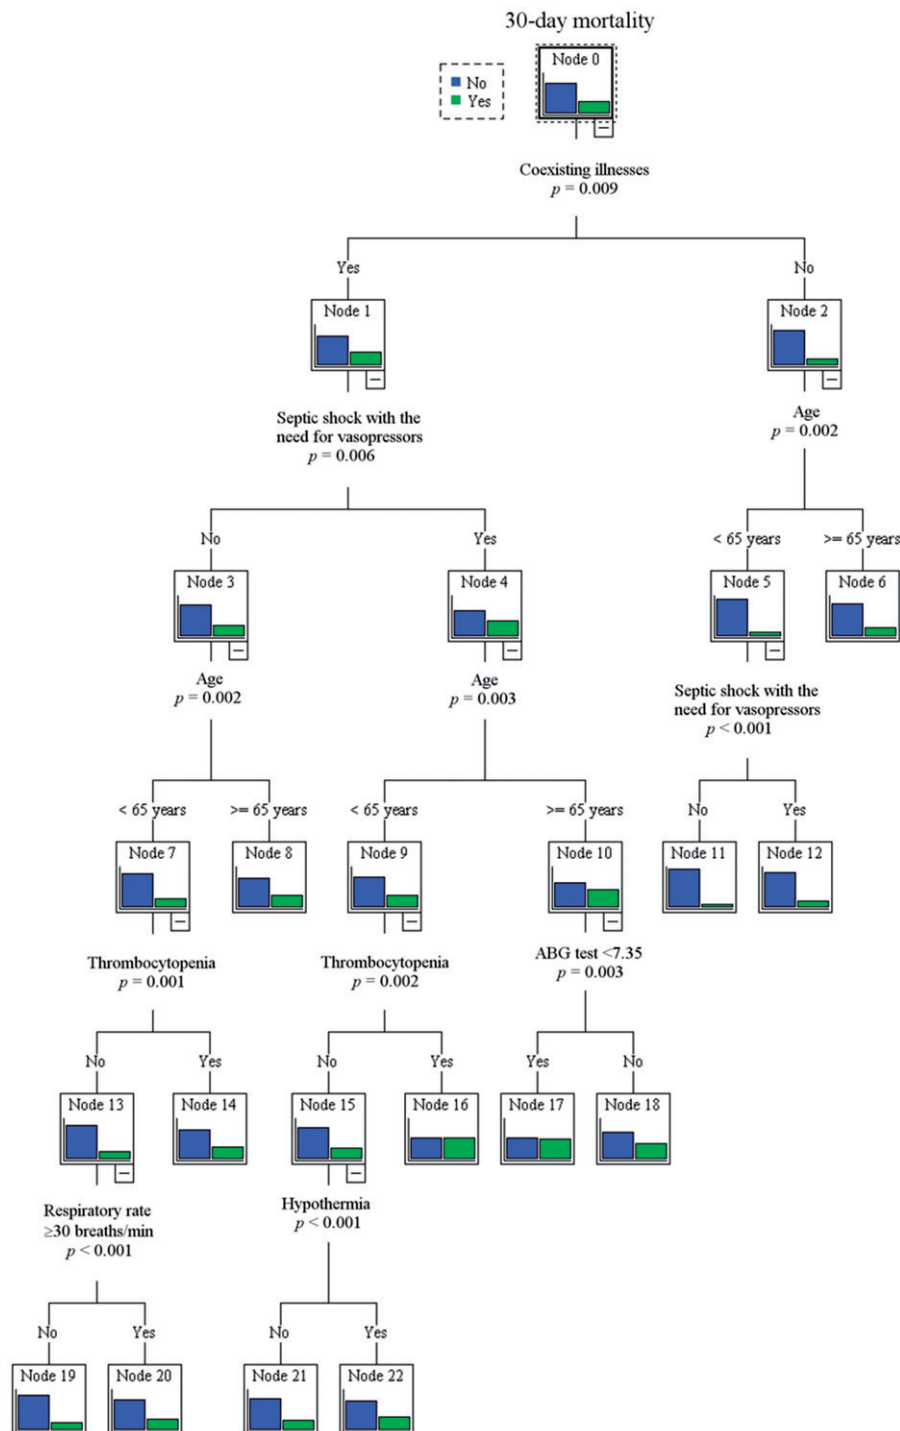 30-day mortality
No
Yes
Node 0
Coexisting illnesses
p = 0.009
Yes
No
Node 1
Node 2
Septic shock with the
need for vasopressors
p = 0.006
Age
p = 0.002
No
Yes
< 65 years
>= 65 years
Node 3
Node 4
Node 5
Node 6
Age
p = 0.002
Age
p = 0.003
Septic shock with the
need for vasopressors
p < 0.001
< 65 years
>= 65 years
< 65 years
>= 65 years
No
Yes
Node 7
Node 8
Node 9
Node 10
Node 11
Node 12
Thrombocytopenia
p = 0.001
Thrombocytopenia
p = 0.002
ABG test <7.35
p = 0.003
No
Yes
No
Yes
Yes
No
Node 13
Node 14
Node 15
Node 16
Node 17
Node 18
Respiratory rate
≥30 breaths/min
p < 0.001
Hypothermia
p < 0.001
No
Yes
No
Yes
Node 19
Node 20
Node 21
Node 22